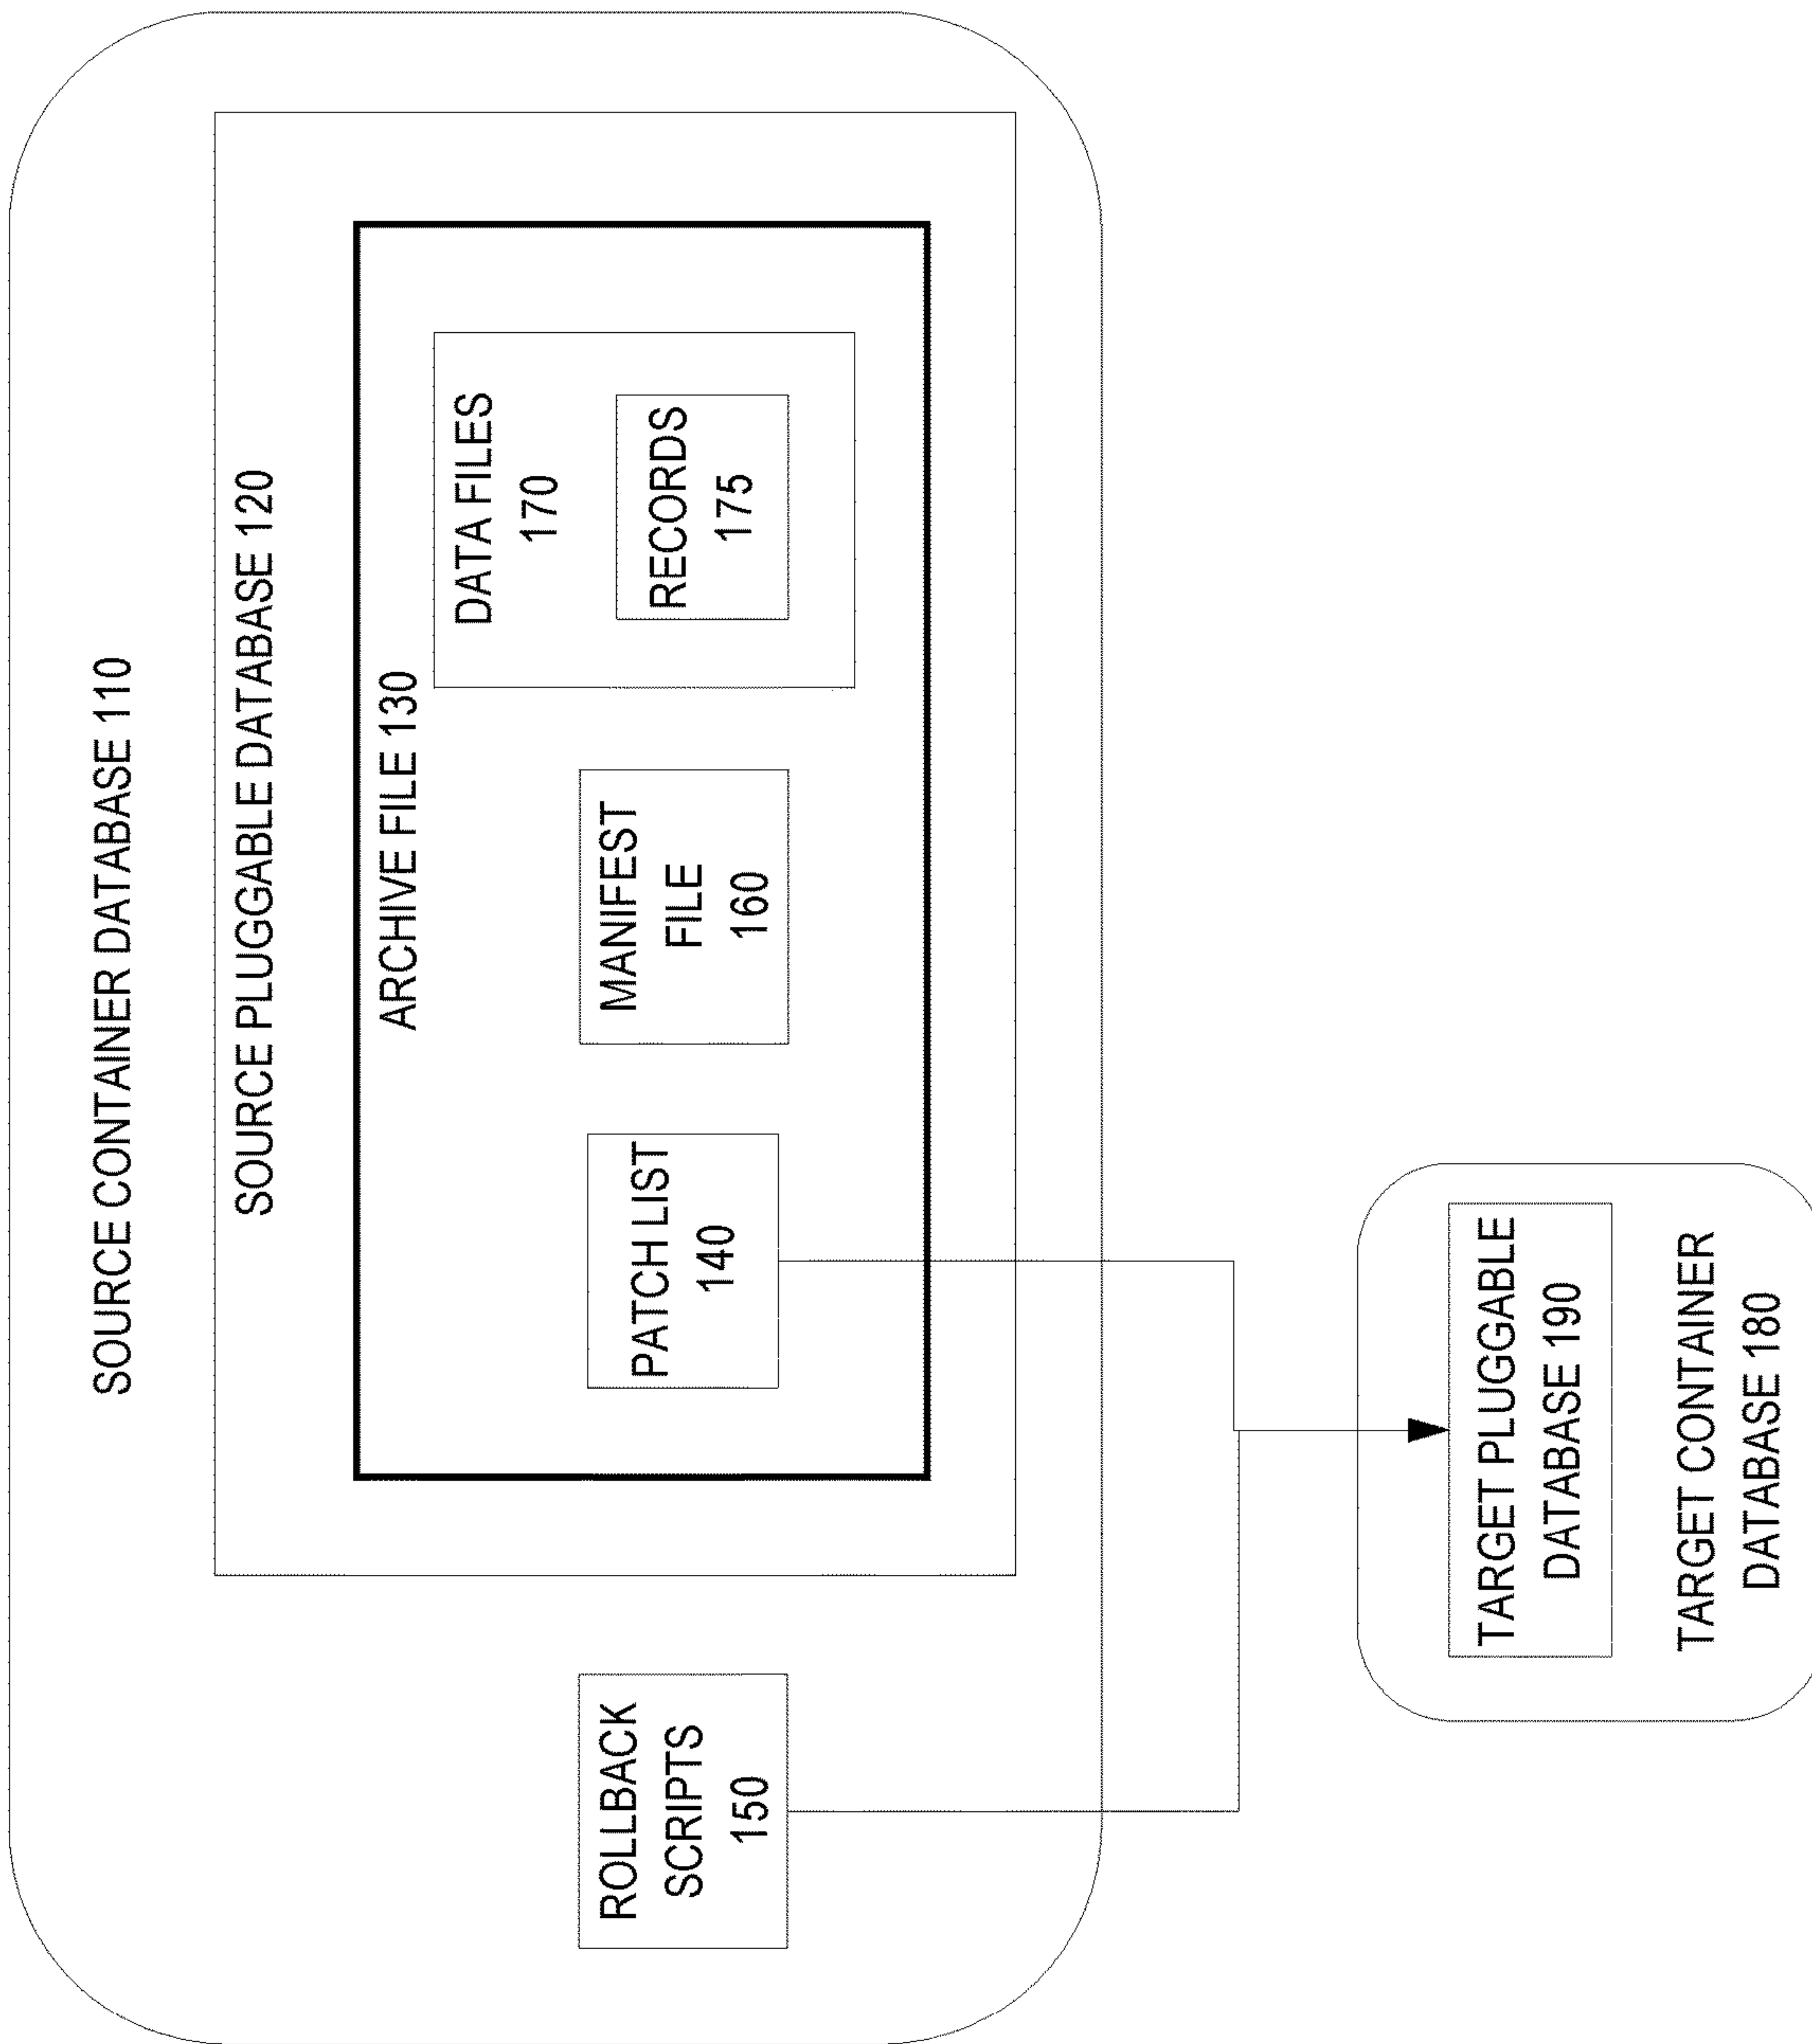 SOURCE CONTAINER DATABASE 110
SOURCE PLUGGABLE DATABASE 120
ARCHIVE FILE 130
ROLLBACK
SCRIPTS
150
PATCH LIST
140
MANIFEST
FILE
160
DATA FILES
170
RECORDS
175
TARGET PLUGGABLE
DATABASE 190
TARGET CONTAINER
DATABASE 180